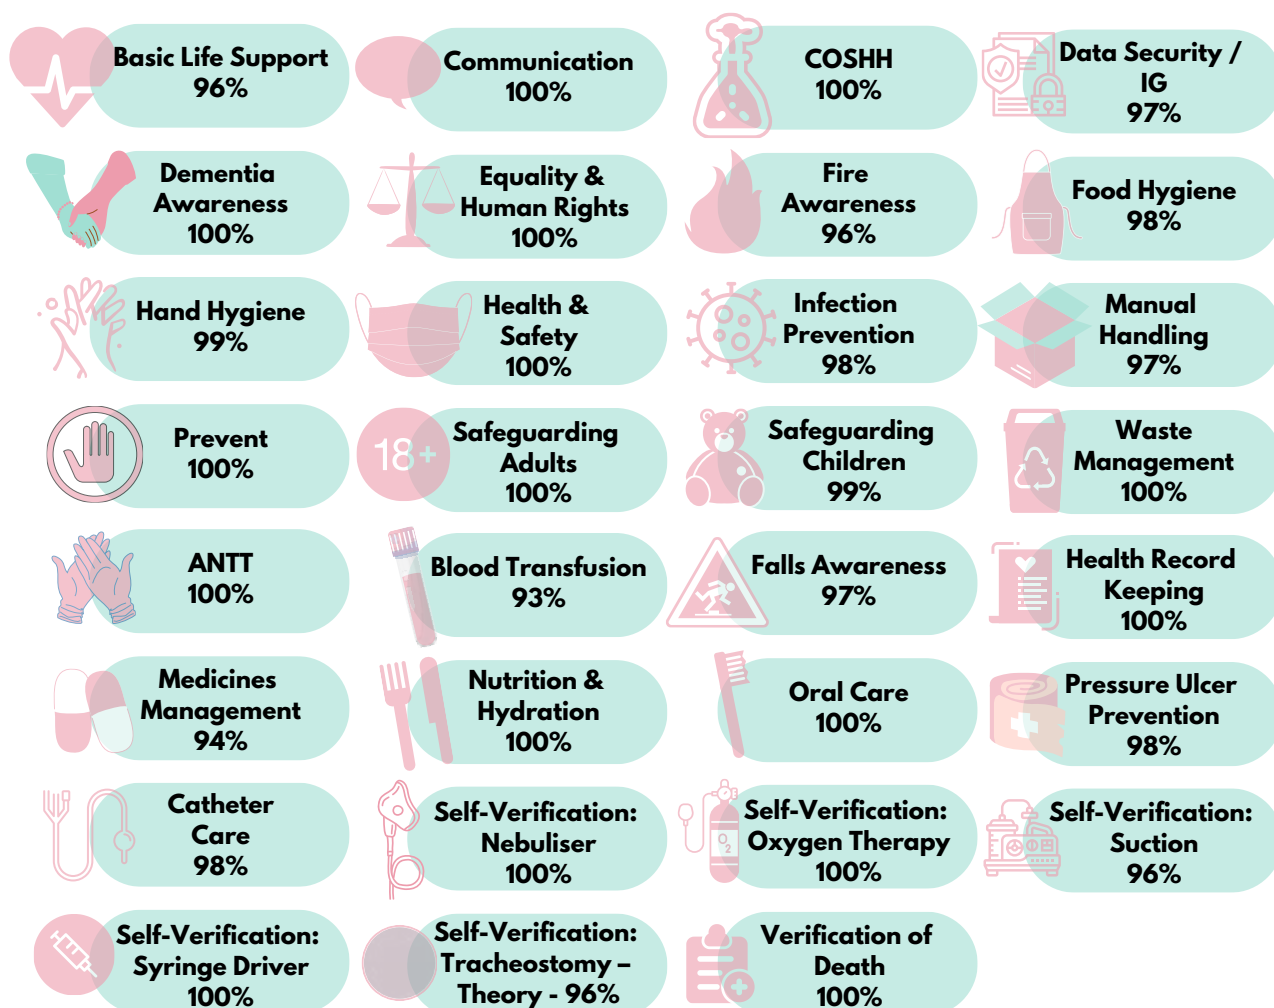 Basic Life Support
96%
Communication
100%
COSHH
100%
Data Security /
IG
97%
Dementia
Awareness
100%
Equality &
Human Rights
100%
Fire
Awareness
96%
Food Hygiene
98%
Hand Hygiene
99%
Health &
Safety
100%
Infection
Prevention
98%
Manual
Handling
97%
Prevent
100%
18+
Safeguarding
Adults
100%
Safeguarding
Children
99%
Waste
Management
100%
ANTT
100%
Blood Transfusion
93%
Falls Awareness
97%
Health Record
Keeping
100%
Medicines
Management
94%
Nutrition &
Hydration
100%
Oral Care
100%
Pressure Ulcer
Prevention
98%
Catheter
Care
98%
Self-Verification:
Nebuliser
100%
O2
Self-Verification:
Oxygen Therapy
100%
Self-Verification:
Suction
96%
Self-Verification:
Syringe Driver
100%
Self-Verification:
Tracheostomy –
Theory - 96%
Verification of
Death
100%